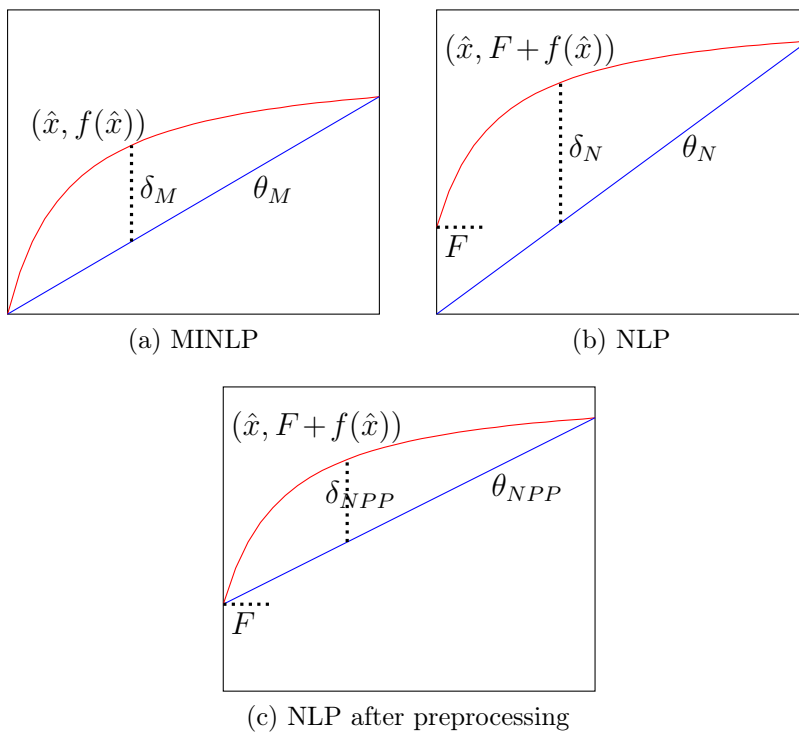 (x̂, f(x̂))
δ_M
θ_M
(a) MINLP
(x̂, F + f(x̂))
δ_N
θ_N
F
(b) NLP
(x̂, F + f(x̂))
δ_NPP
θ_NPP
F
(c) NLP after preprocessing